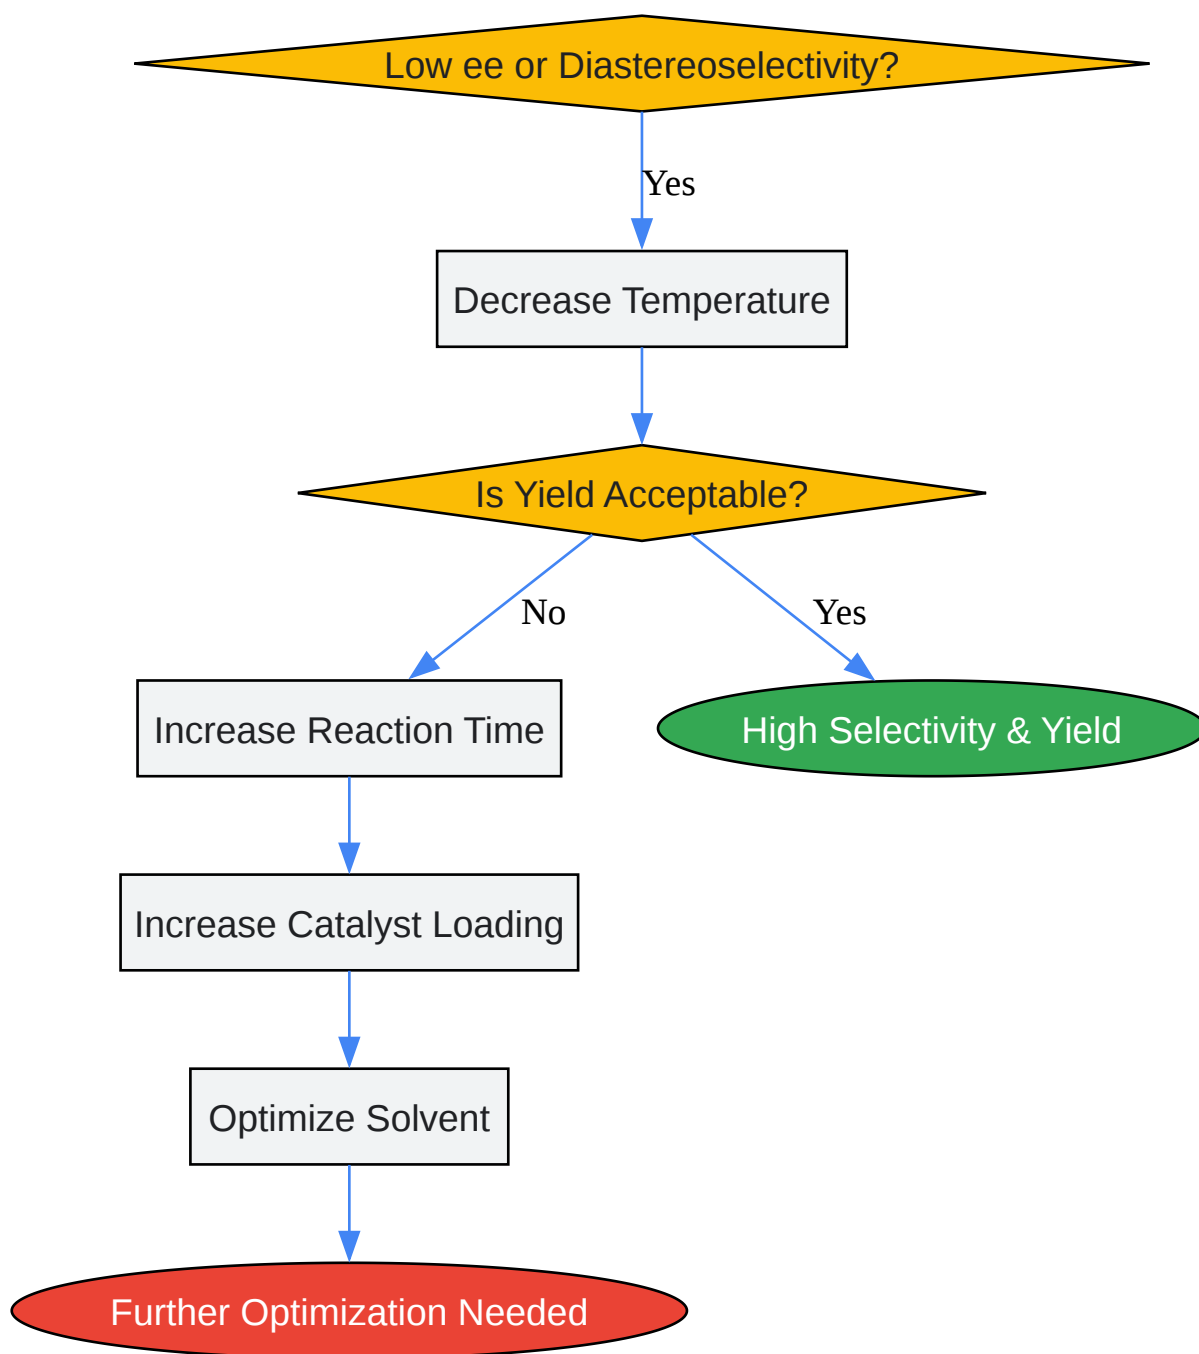 Low ee or Diastereoselectivity?
Yes
Decrease Temperature
Is Yield Acceptable?
No
Yes
Increase Reaction Time
High Selectivity & Yield
Increase Catalyst Loading
Optimize Solvent
Further Optimization Needed